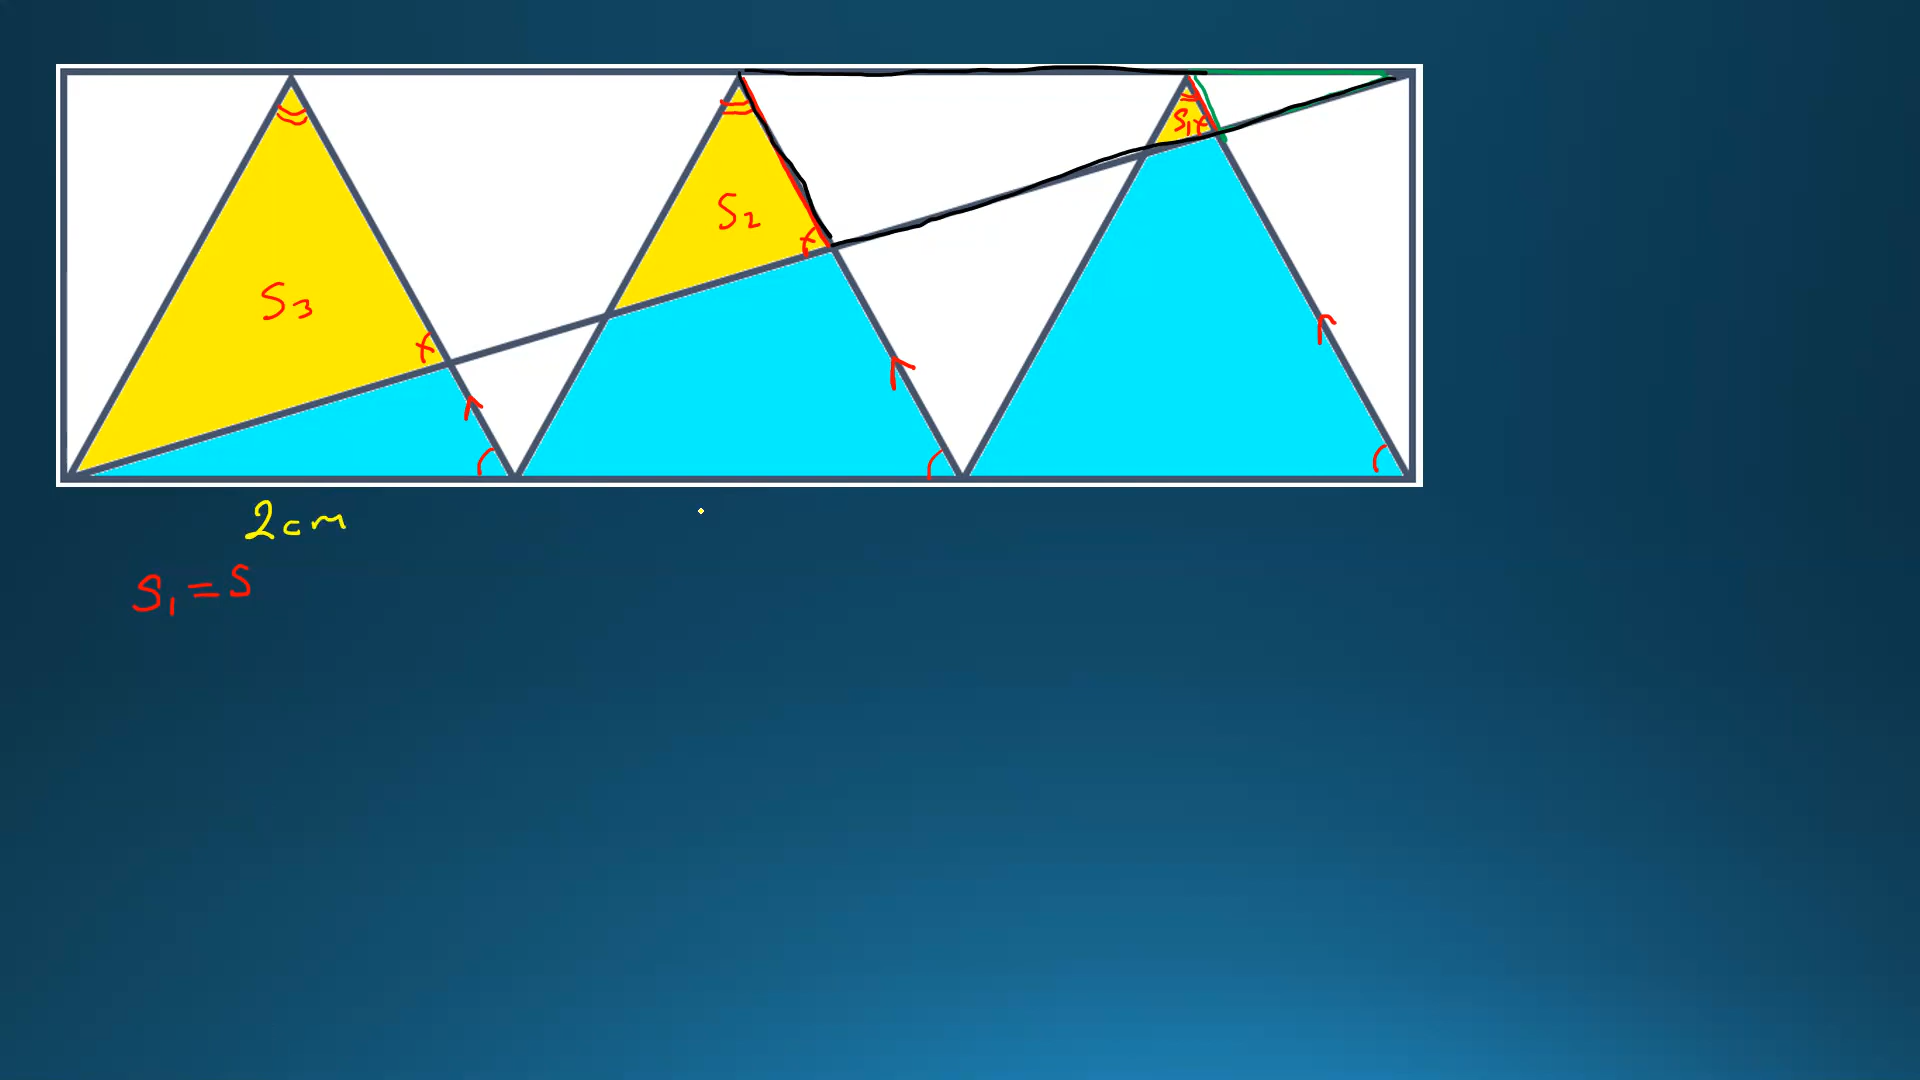 S₁
S₂
S₃
2cm
S₁ = S